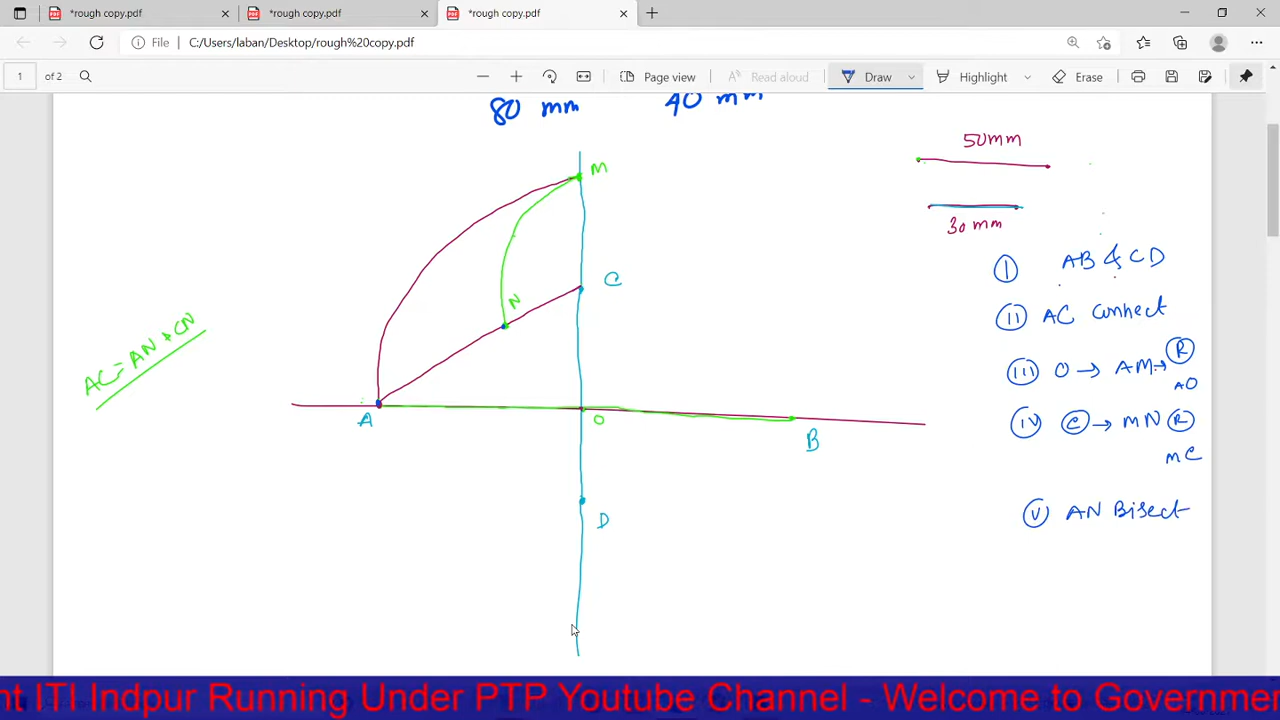 *rough copy.pdf
*rough copy.pdf
*rough copy.pdf
File
C:/Users/laban/Desktop/rough%20copy.pdf
1 of 2
Page view
Read aloud
Draw
Highlight
Erase
80 mm 40 mm
50mm
30 mm
M
C
N
A
O
B
D
AC = AN + CN
I AB & CD
II AC Connect
III O → AM → R
AO
IV C → MN R
MC
V AN Bisect
nt ITI Indpur Running Under PTP Youtube Channel - Welcome to Governme